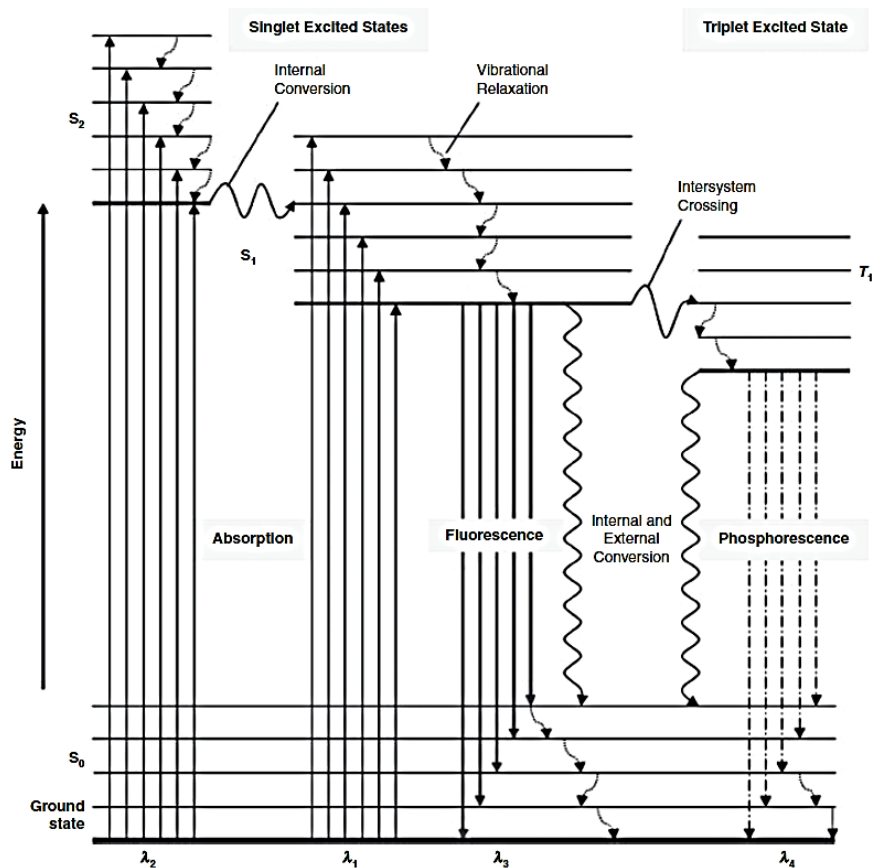 Singlet Excited States
Triplet Excited State
Internal
Conversion
Vibrational
Relaxation
S₂
Intersystem
Crossing
S₁
T₁
Energy
Absorption
Fluorescence
Internal and
External
Conversion
Phosphorescence
S₀
Ground
state
λ₂
λ₁
λ₃
λ₄